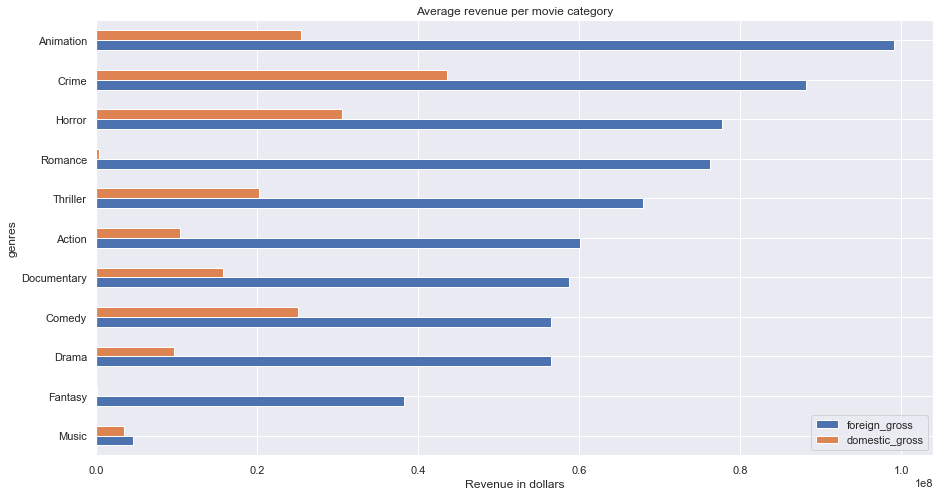 Average revenue per movie category
genres
Animation
Crime
Horror
Romance
Thriller
Action
Documentary
Comedy
Drama
Fantasy
Music
foreign_gross
domestic_gross
0.0 0.2 0.4 0.6 0.8 1.0
1e8
Revenue in dollars